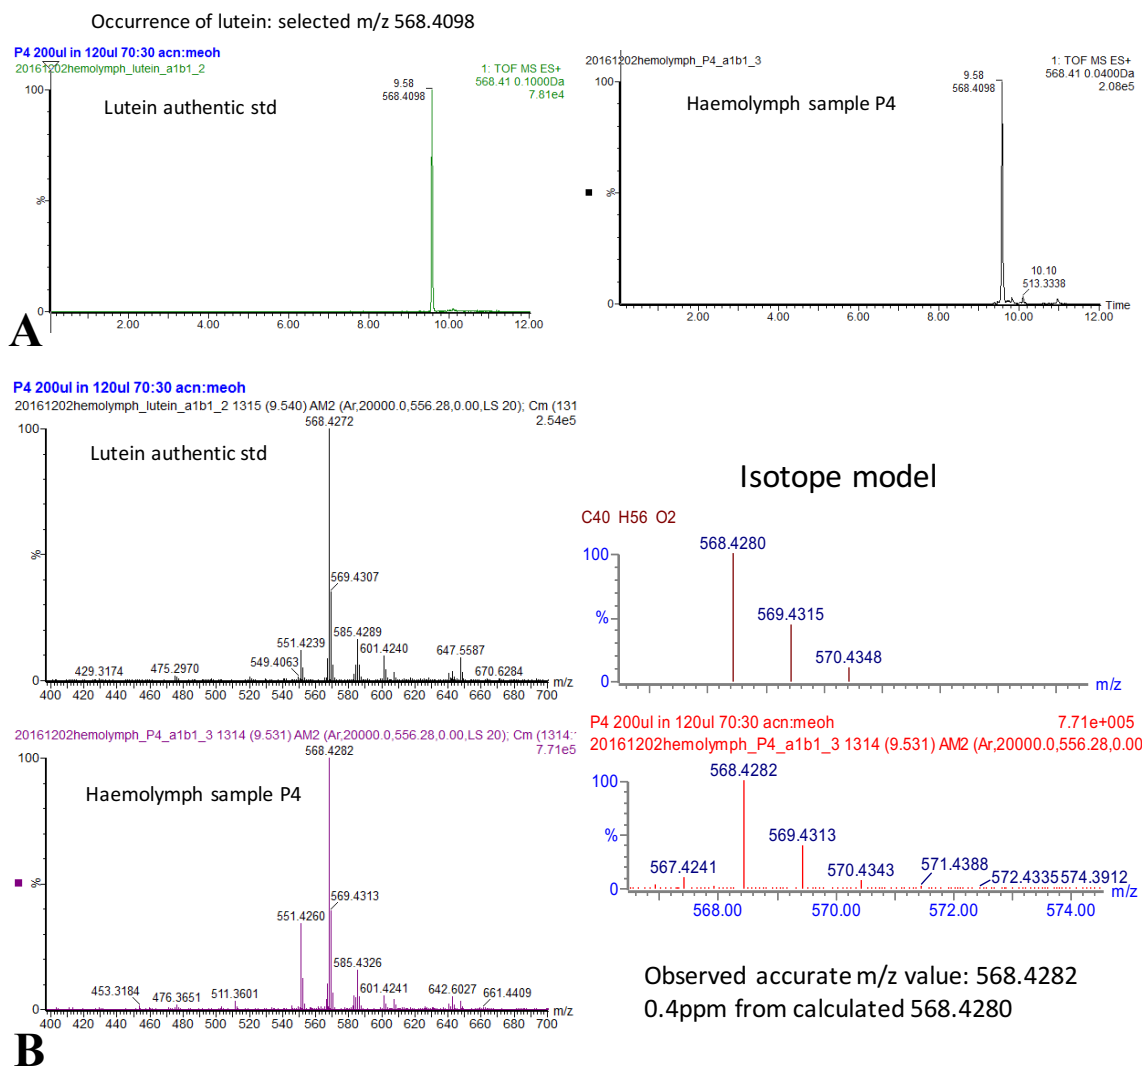 Occurrence of lutein: selected m/z 568.4098
P4 200ul in 120ul 70:30 acn:meoh
20161202hemolymph_lutein_a1b1_2
1: TOF MS ES+
568.41 0.1000Da
7.81e4
Lutein authentic std
9.58
568.4098
100
%
0
2.00 4.00 6.00 8.00 10.00 12.00
20161202hemolymph_P4_a1b1_3
1: TOF MS ES+
568.41 0.0400Da
2.08e5
Haemolymph sample P4
9.58
568.4098
100
%
10.10
513.3338
0
Time
2.00 4.00 6.00 8.00 10.00 12.00
A
P4 200ul in 120ul 70:30 acn:meoh
20161202hemolymph_lutein_a1b1_2 1315 (9.540) AM2 (Ar,20000.0,556.28,0.00,LS 20); Cm (131
2.54e5
568.4272
100
Lutein authentic std
%
569.4307
551.4239
585.4289
549.4063
601.4240
647.5587
429.3174
475.2970
670.6284
0
m/z
400 420 440 460 480 500 520 540 560 580 600 620 640 660 680 700
20161202hemolymph_P4_a1b1_3 1314 (9.531) AM2 (Ar,20000.0,556.28,0.00,LS 20); Cm (1314:
7.71e5
568.4282
100
Haemolymph sample P4
%
569.4313
551.4260
585.4326
453.3184
476.3651
511.3601
601.4241
642.6027
661.4409
0
m/z
400 420 440 460 480 500 520 540 560 580 600 620 640 660 680 700
Isotope model
C40 H56 O2
568.4280
100
%
569.4315
570.4348
0
m/z
P4 200ul in 120ul 70:30 acn:meoh
7.71e+005
20161202hemolymph_P4_a1b1_3 1314 (9.531) AM2 (Ar,20000.0,556.28,0.00
568.4282
100
%
569.4313
567.4241
570.4343
571.4388
572.4335
574.3912
0
m/z
568.00 570.00 572.00 574.00
Observed accurate m/z value: 568.4282
0.4ppm from calculated 568.4280
B